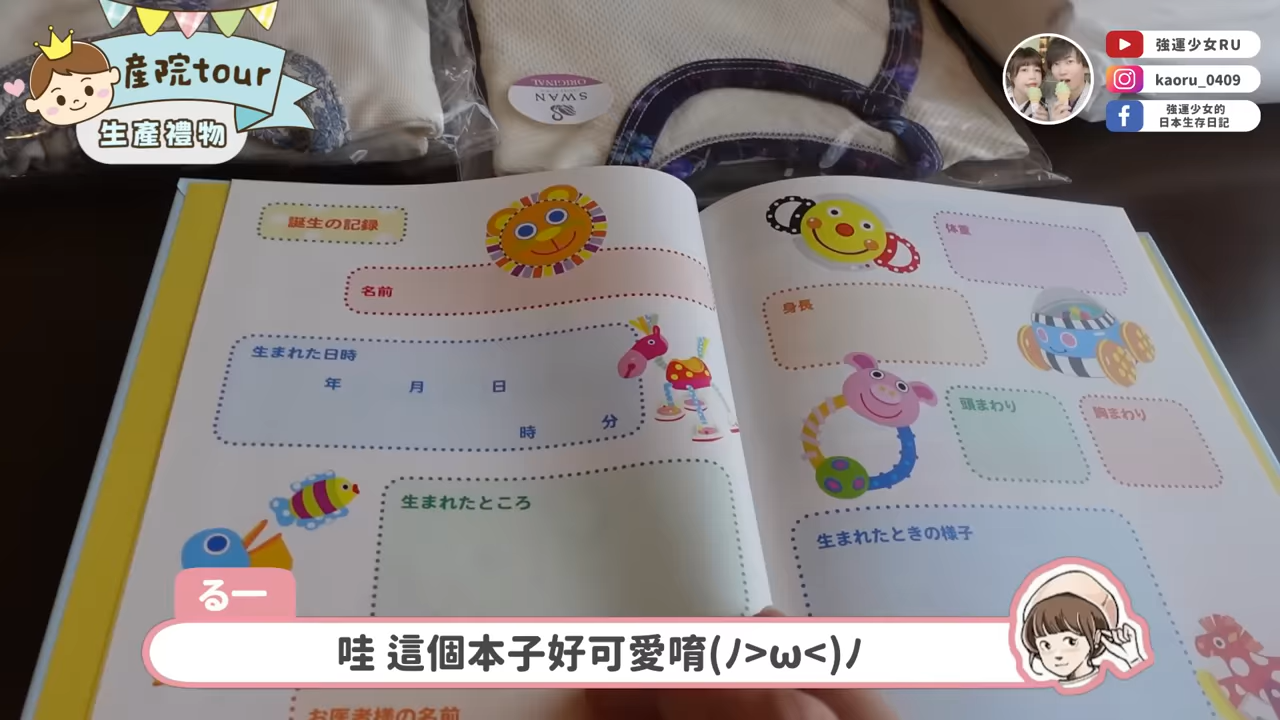 産院tour
生產禮物
ORIGINAL
SWAN
強運少女RU
kaoru_0409
強運少女的
日本生存日記
誕生の記録
名前
生まれた日時
年 月 日
時 分
生まれたところ
お医者様の名前
体重
身長
頭まわり
胸まわり
生まれたときの様子
るー
哇 這個本子好可愛唷(ﾉ>ω<)ﾉ